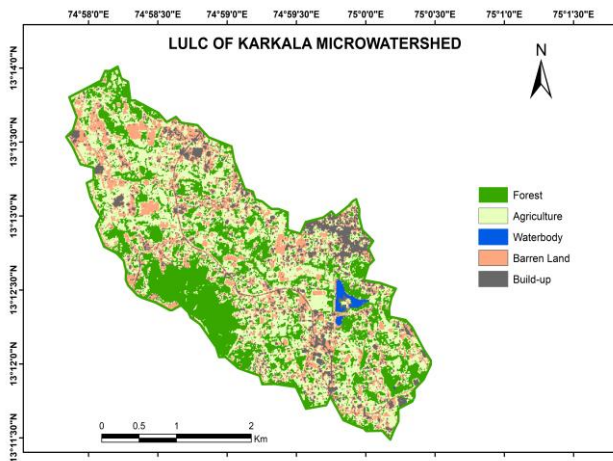 74°58'0"E 74°58'30"E 74°59'0"E 74°59'30"E 75°0'0"E 75°0'30"E 75°1'0"E 75°1'30"E
LULC OF KARKALA MICROWATERSHED
N
13°14'0"N
13°13'30"N
13°13'0"N
13°12'30"N
13°12'0"N
13°11'30"N
Forest
Agriculture
Waterbody
Barren Land
Build-up
0 0.5 1 2
Km